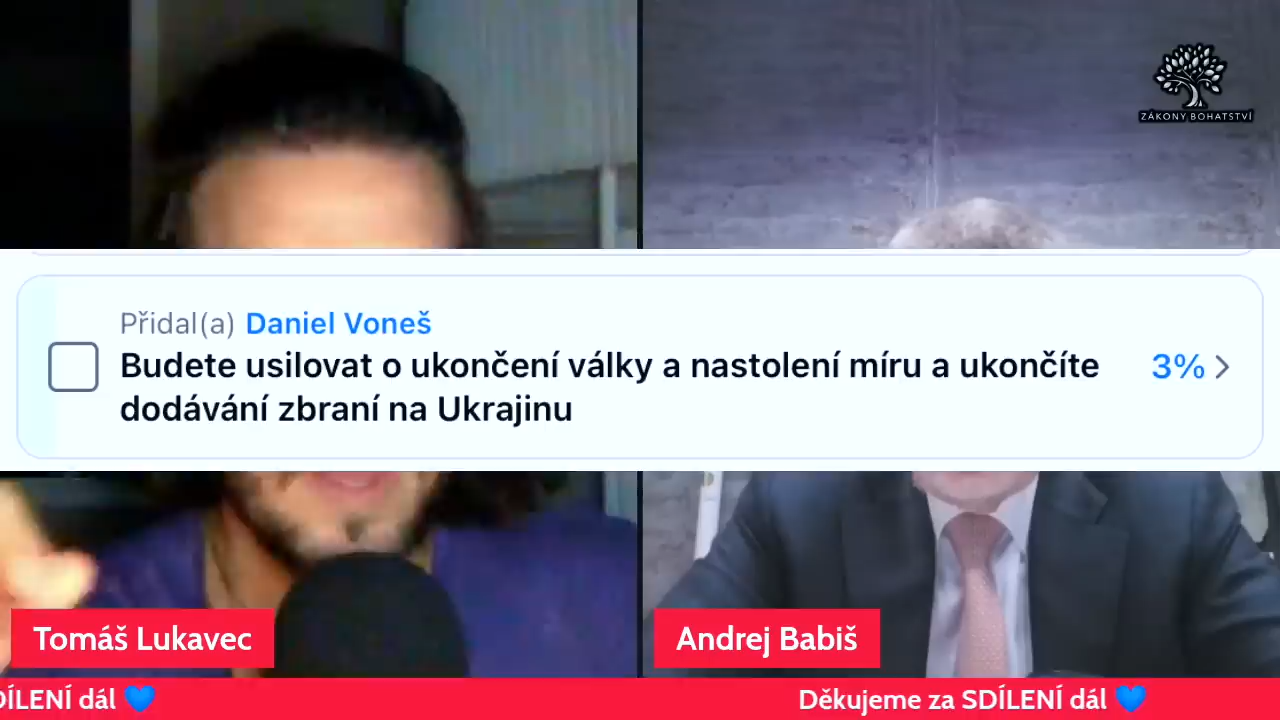 ZÁKONY BOHATSTVÍ
Přidal(a) Daniel Voneš
Budete usilovat o ukončení války a nastolení míru a ukončíte
dodávání zbraní na Ukrajinu
3%
Tomáš Lukavec
Andrej Babiš
DÍLENÍ dál 💙
Děkujeme za SDÍLENÍ dál 💙